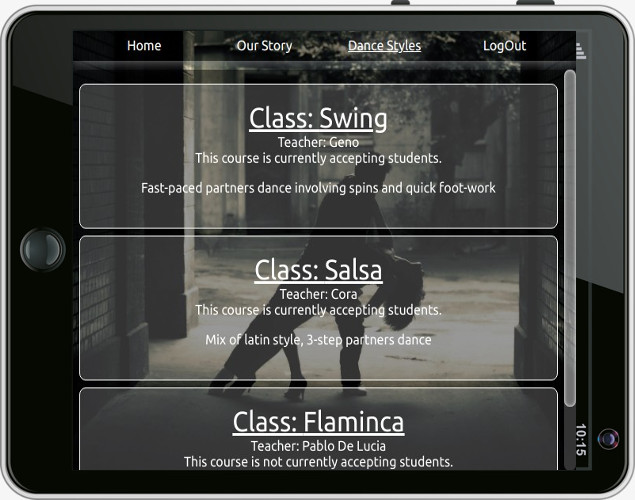 Home Our Story Dance Styles LogOut
Class: Swing
Teacher: Geno
This course is currently accepting students.
Fast-paced partners dance involving spins and quick foot-work
Class: Salsa
Teacher: Cora
This course is currently accepting students.
Mix of latin style, 3-step partners dance
Class: Flaminca
Teacher: Pablo De Lucia
This course is not currently accepting students.
10:15